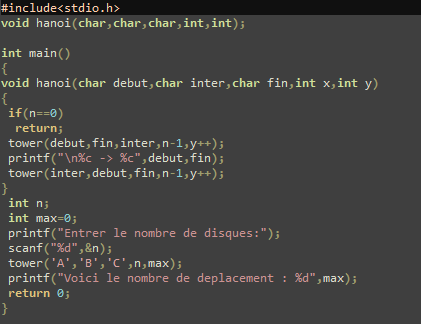 #include<stdio.h>
void hanoi(char,char,char,int,int);
int main()
{
void hanoi(char debut,char inter,char fin,int x,int y)
{
if(n==0)
return;
tower(debut,fin,inter,n-1,y++);
printf("\n%c -> %c",debut,fin);
tower(inter,debut,fin,n-1,y++);
}
int n;
int max=0;
printf("Entrer le nombre de disques:");
scanf("%d",&n);
tower('A','B','C',n,max);
printf("Voici le nombre de deplacement : %d",max);
return 0;
}